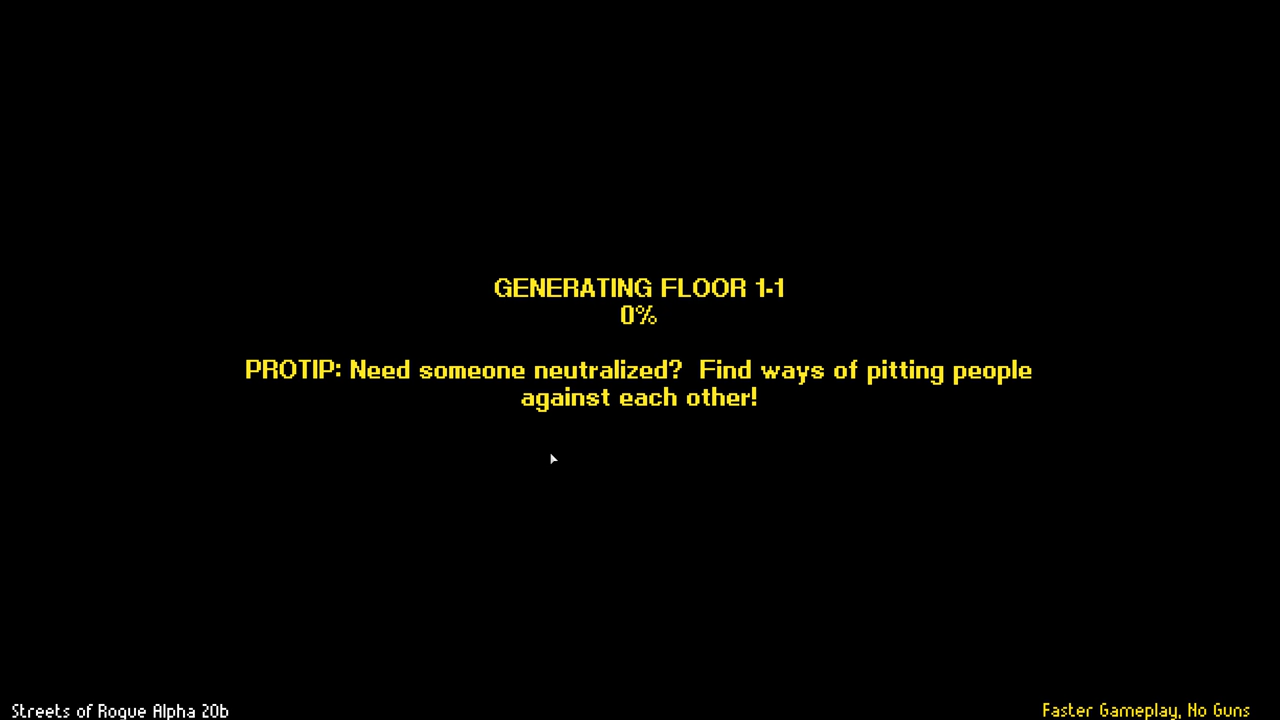 GENERATING FLOOR 1-1
0%
PROTIP: Need someone neutralized?  Find ways of pitting people
against each other!
Streets of Rogue Alpha 20b
Faster Gameplay, No Guns